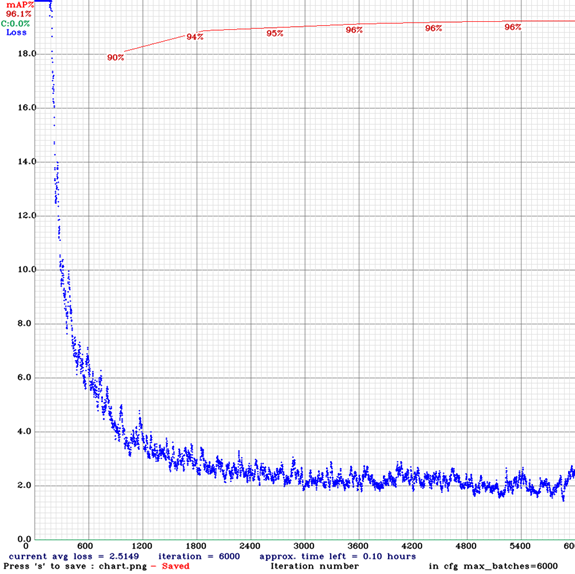 mAP%
96.1%
C:0.0%
Loss
18.0
16.0
14.0
12.0
10.0
8.0
6.0
4.0
2.0
0.0
90%
94%
95%
96%
96%
96%
600 1200 1800 2400 3000 3600 4200 4800 5400 60
current avg loss = 2.5149 iteration = 6000 approx. time left = 0.10 hours
Press 's' to save : chart.png - Saved Iteration number in cfg max_batches=6000